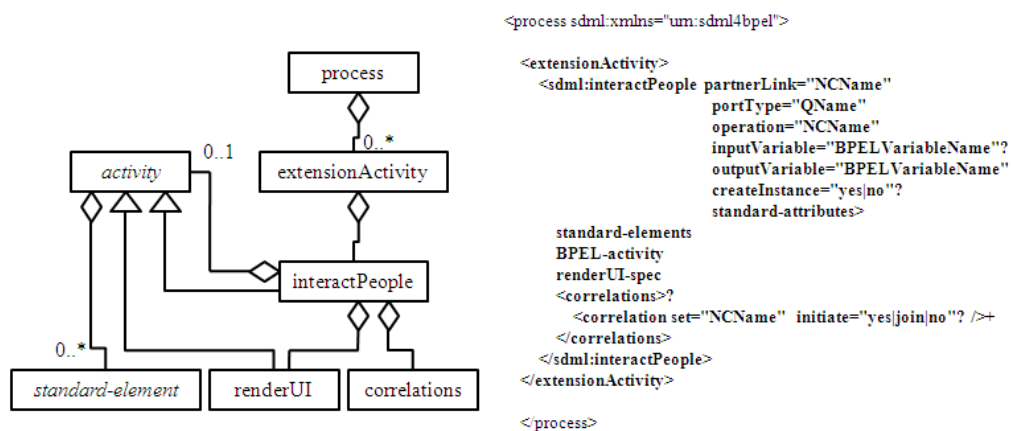 process
0..*
0..1
activity
extensionActivity
interactPeople
0..*
standard-element
renderUI
correlations
<process sdml:xmlns="urn:sdml4bpel">
<extensionActivity>
<sdml:interactPeople partnerLink="NCName"
portType="QName"
operation="NCName"
inputVariable="BPELVariableName"?
outputVariable="BPELVariableName"
createInstance="yes|no"?
standard-attributes>
standard-elements
BPEL-activity
renderUI-spec
<correlations>?
<correlation set="NCName" initiate="yes|join|no"? />+
</correlations>
</sdml:interactPeople>
</extensionActivity>
</process>